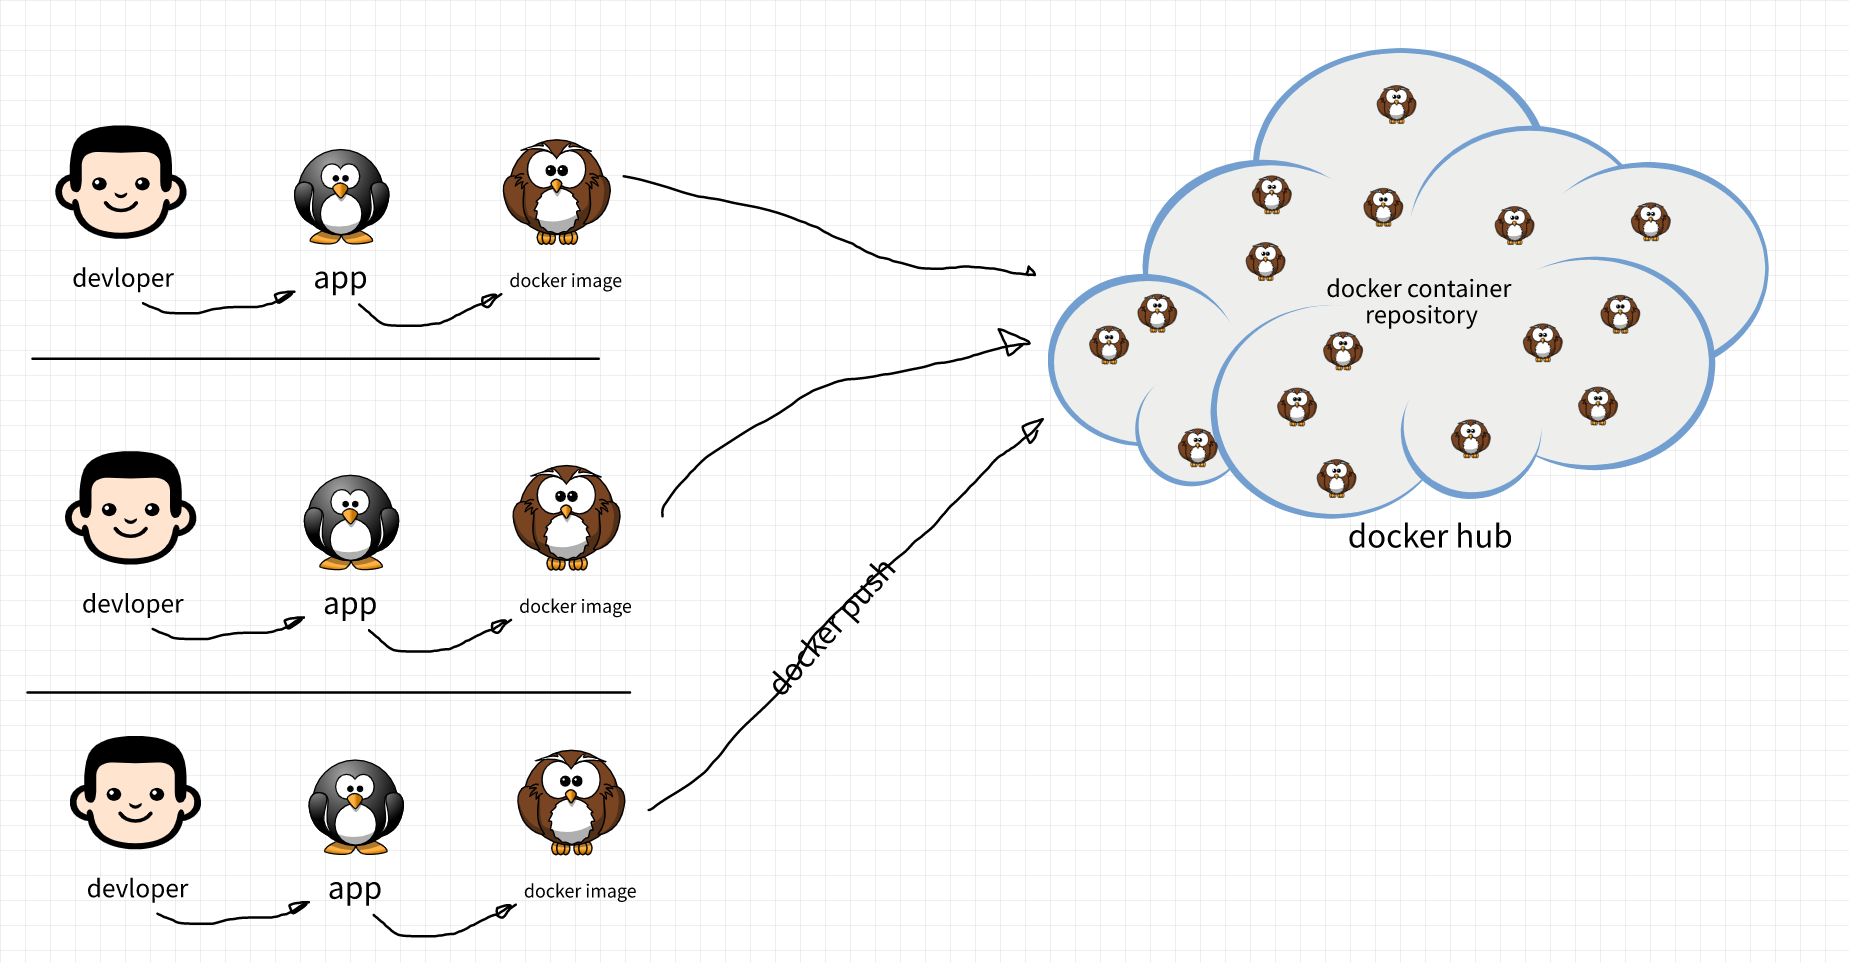 devloper
app
docker image
docker container
repository
docker hub
devloper
app
docker image
docker push
devloper
app
docker image